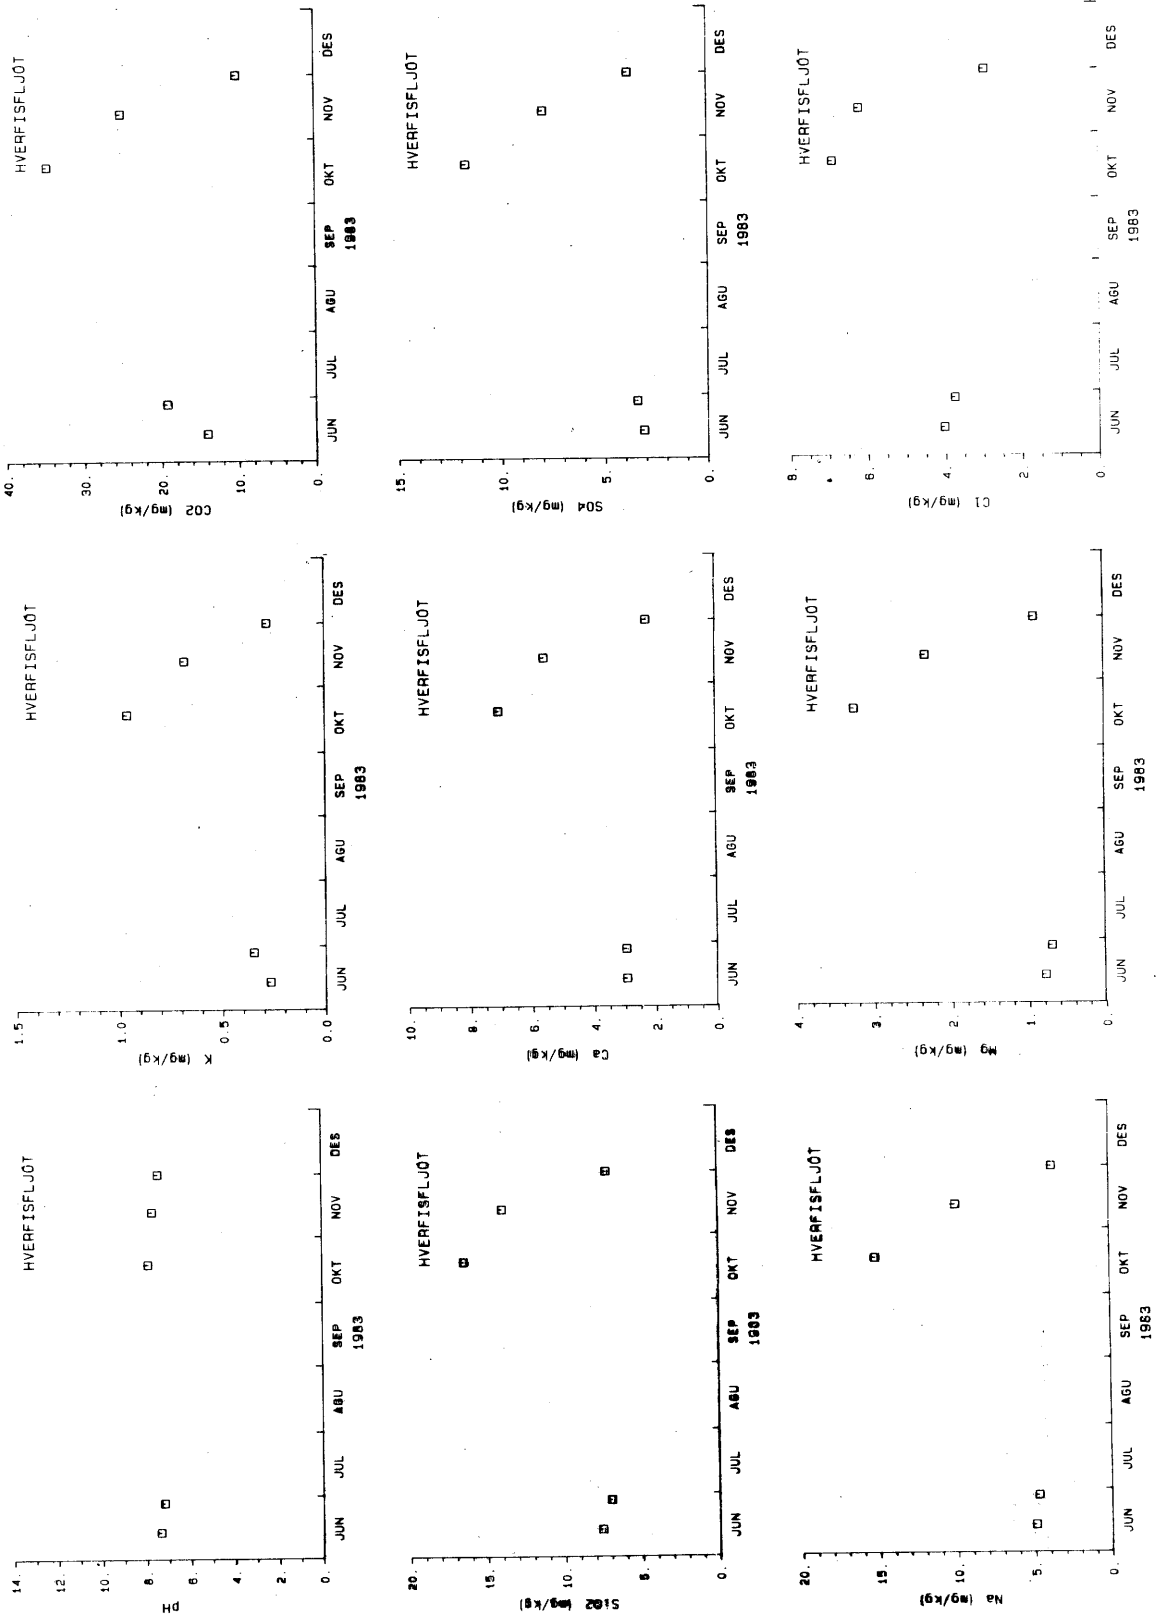 HVERFISFLJÓT
14.
12.
10.
8.
6.
4.
2.
0.
pH
JUN JUL AGU SEP OKT NOV DES
1983
HVERFISFLJÓT
1.5
1.0
0.5
0.0
K (mg/kg)
JUN JUL AGU SEP OKT NOV DES
1983
HVERFISFLJÓT
40.
30.
20.
10.
0.
CO2 (mg/kg)
JUN JUL AGU SEP OKT NOV DES
1983
HVERFISFLJÓT
20.
15.
10.
5.
0.
SiO2 (mg/kg)
JUN JUL AGU SEP OKT NOV DES
1983
HVERFISFLJÓT
10.
8.
6.
4.
2.
0.
Ca (mg/kg)
JUN JUL AGU SEP OKT NOV DES
1983
HVERFISFLJÓT
15.
10.
5.
0.
SO4 (mg/kg)
JUN JUL AGU SEP OKT NOV DES
1983
HVERFISFLJÓT
20.
15.
10.
5.
0.
Na (mg/kg)
JUN JUL AGU SEP OKT NOV DES
1983
HVERFISFLJÓT
4.
3.
2.
1.
0.
Mg (mg/kg)
JUN JUL AGU SEP OKT NOV DES
1983
HVERFISFLJÓT
8.
6.
4.
2.
0.
Cl (mg/kg)
JUN JUL AGU SEP OKT NOV DES
1983